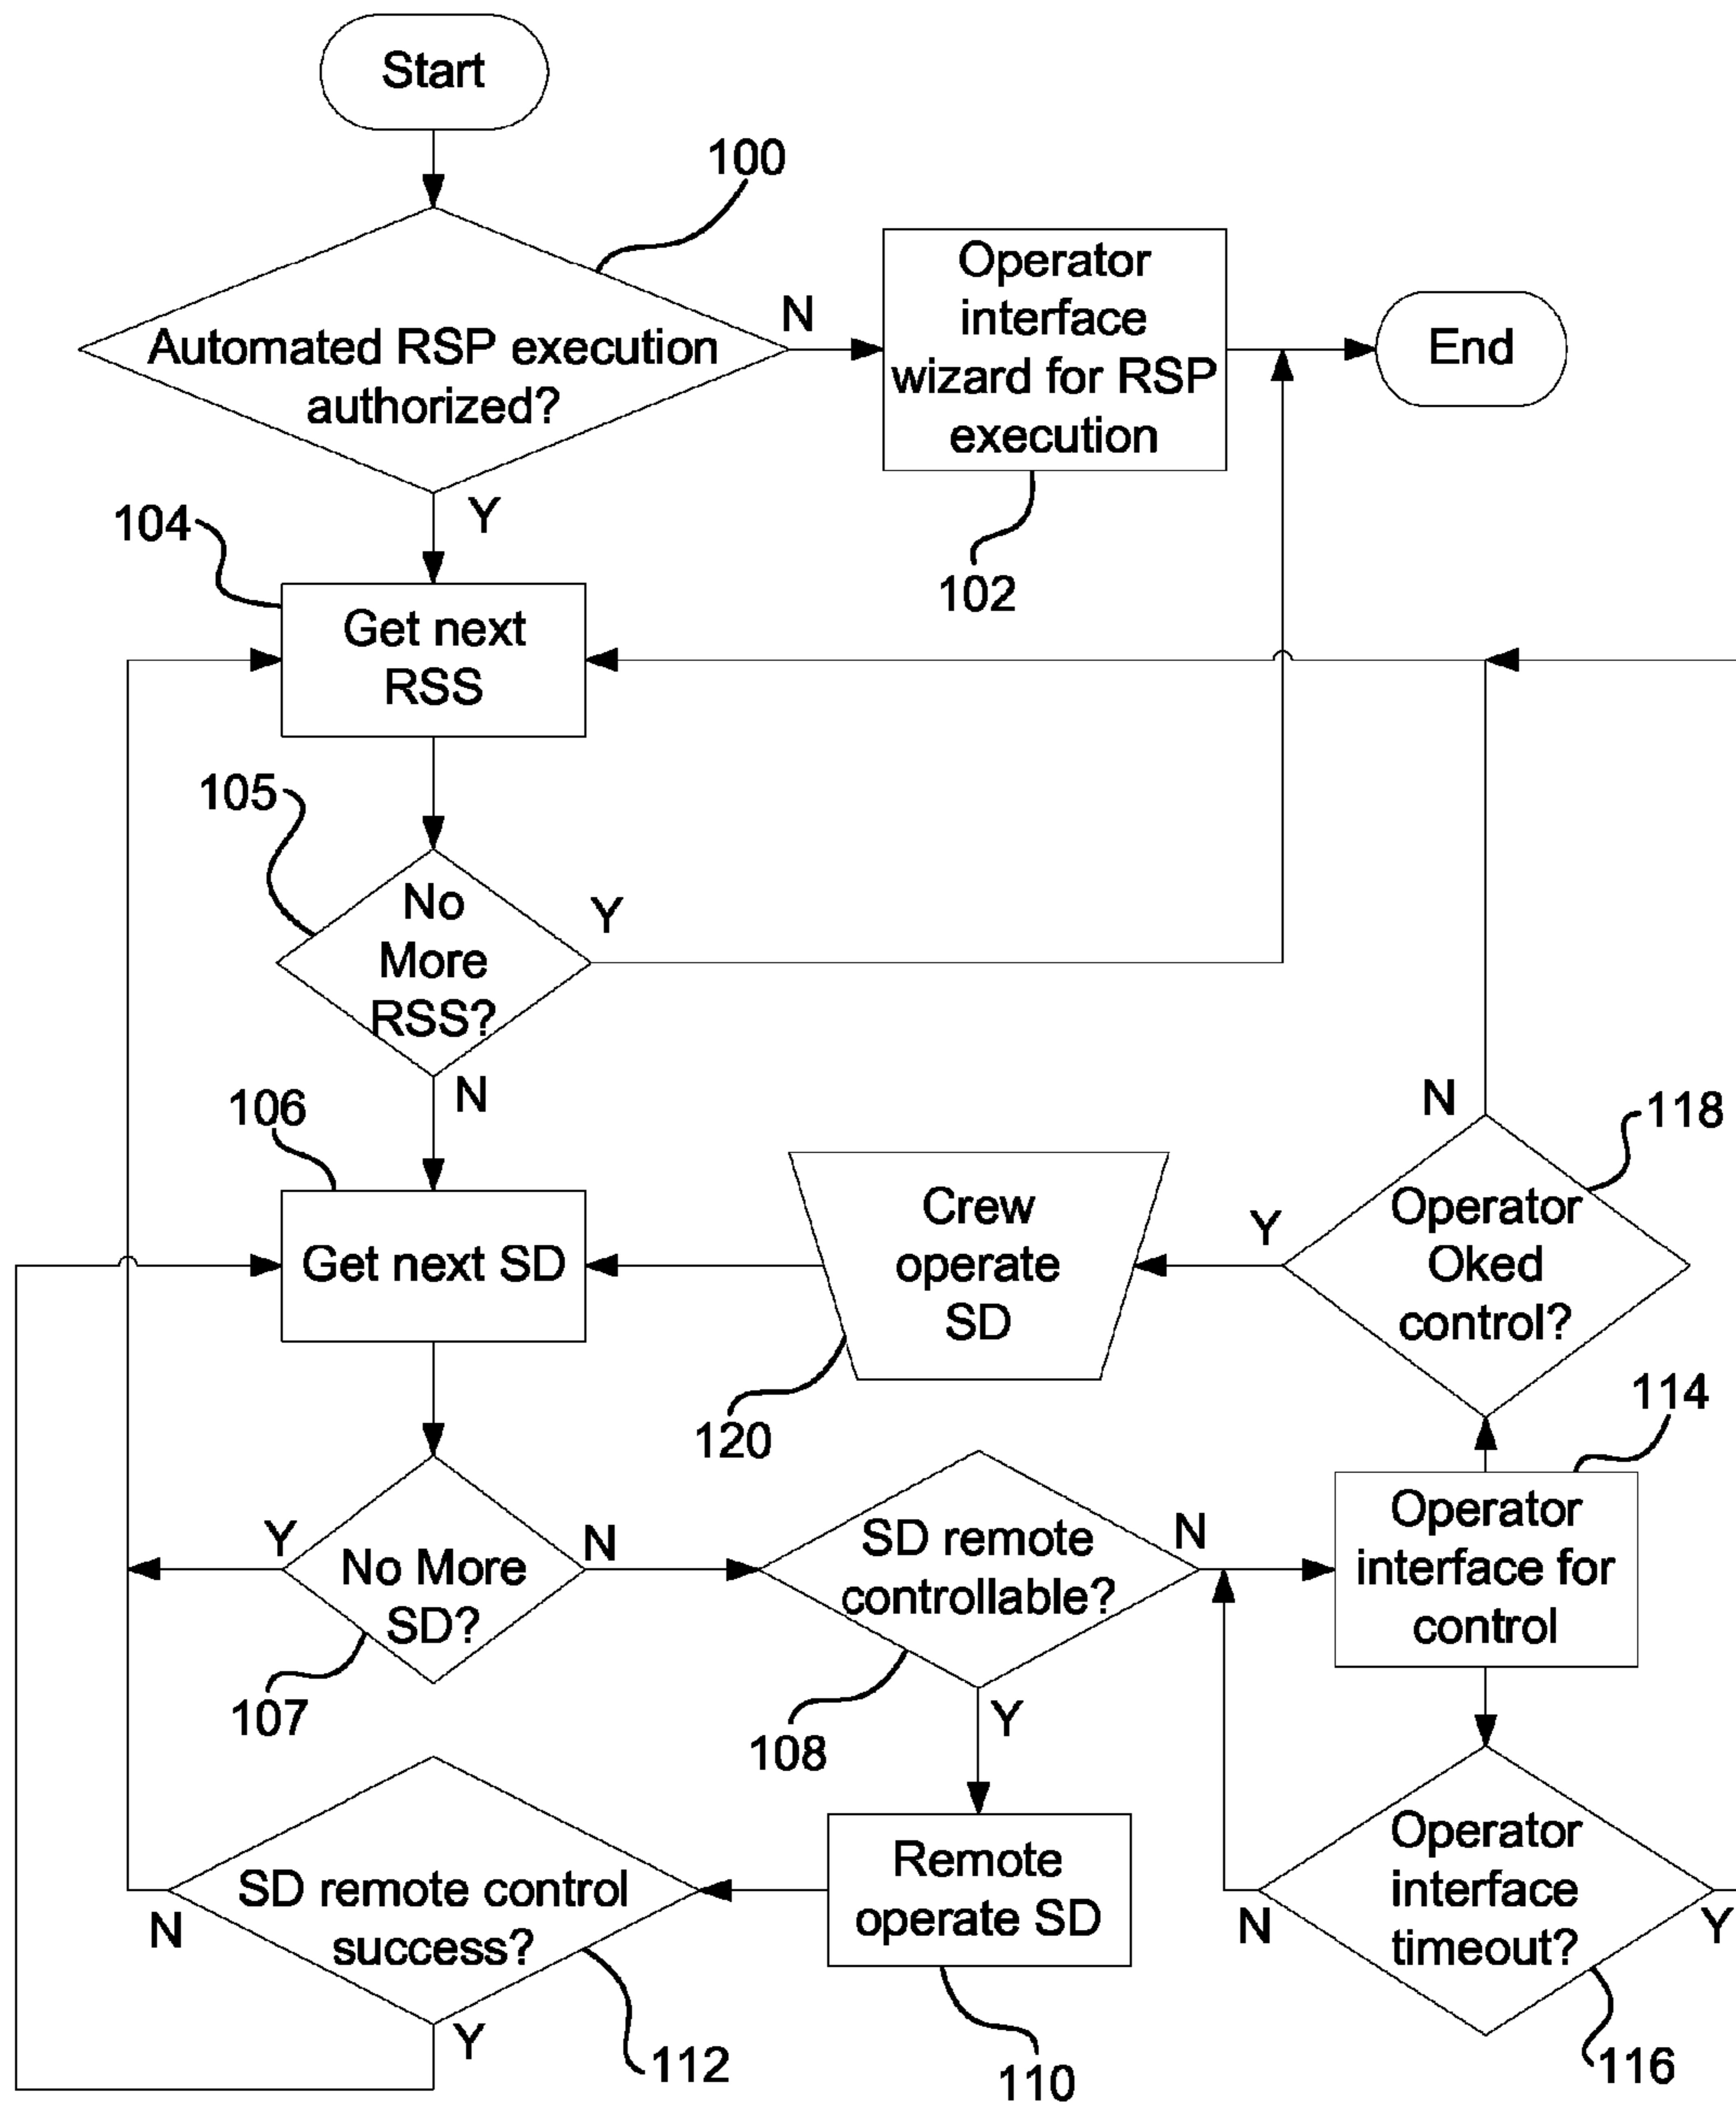 Start
100
Automated RSP execution
authorized?
N
Y
Operator
interface
wizard for RSP
execution
102
End
104
Get next
RSS
105
No
More
RSS?
Y
N
106
Get next SD
Crew
operate
SD
120
Y
N
118
Operator
Oked
control?
114
Operator
interface for
control
Y
No More
SD?
N
107
SD remote
controllable?
N
108
Y
Remote
operate SD
110
SD remote control
success?
N
Y
112
Operator
interface
timeout?
N
Y
116